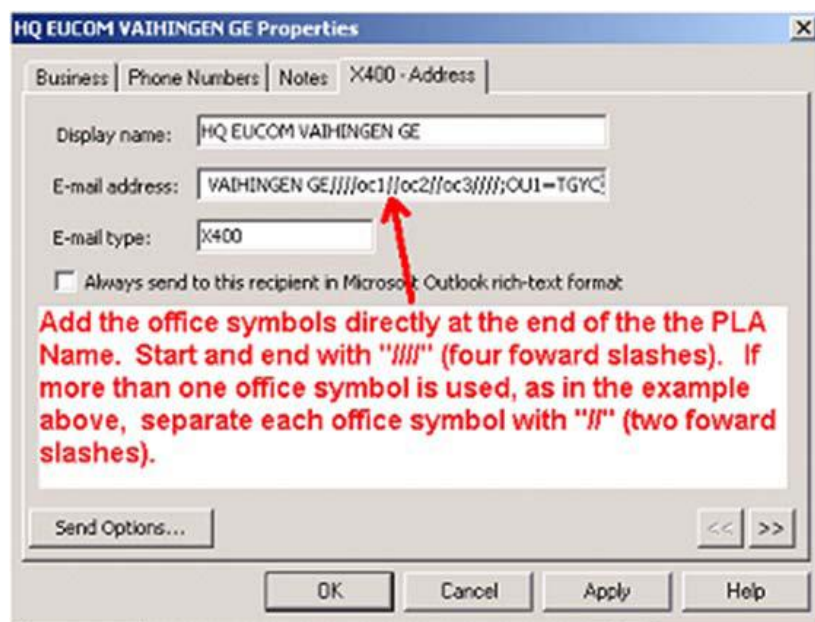 HQ EUCOM VAIHINGEN GE Properties
Business Phone Numbers Notes X400 - Address
Display name: HQ EUCOM VAIHINGEN GE
E-mail address: VAIHINGEN GE////oc1//oc2//oc3////;OU1=TGYC
E-mail type: X400
Always send to this recipient in Microsoft Outlook rich-text format
Add the office symbols directly at the end of the the PLA
Name. Start and end with "////" (four foward slashes). If
more than one office symbol is used, as in the example
above, separate each office symbol with "//" (two foward
slashes).
Send Options... << >>
OK Cancel Apply Help